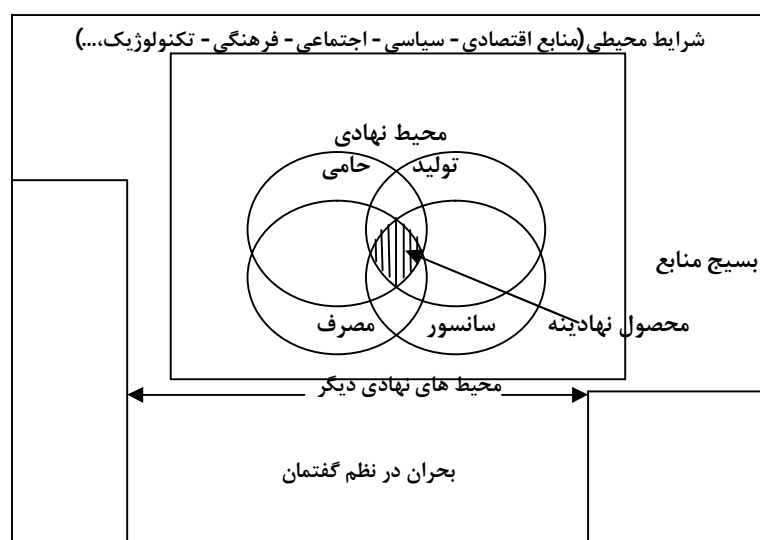 شرایط محیطی(منابع اقتصادی - سیاسی - اجتماعی - فرهنگی - تکنولوژیک،...)
محیط نهادی
تولید حامی
بسیج منابع
محصول نهادینه سانسور مصرف
محیط های نهادی دیگر
بحران در نظم گفتمان